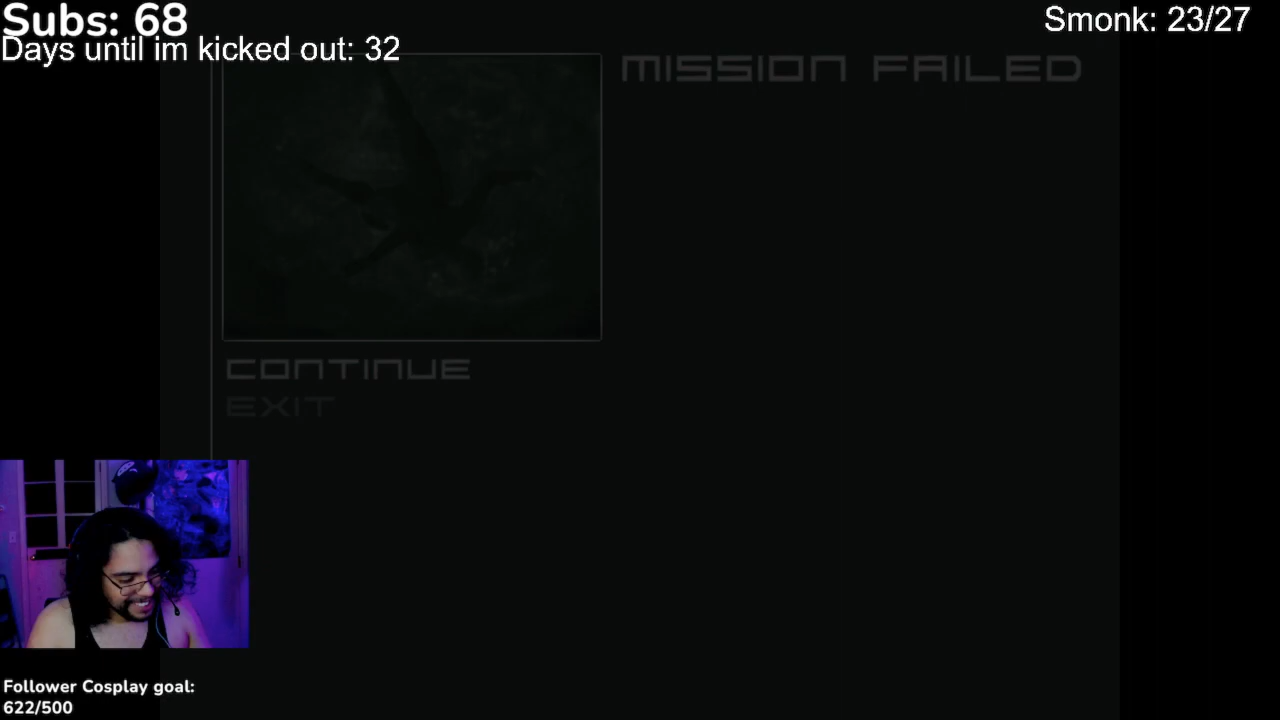 Subs: 68
Smonk: 23/27
Days until im kicked out: 32
MISSION FAILED
CONTINUE
EXIT
Follower Cosplay goal:
622/500